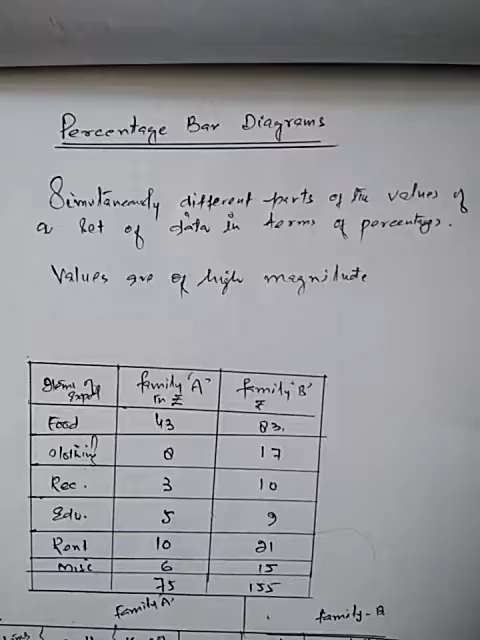 Percentage Bar Diagrams
Simultaneously different parts of the values of
a set of data in terms of percentages.
Values are of high magnitude
Items of Expd family 'A' in ₹ family 'B' ₹
Food 43 83.
Clothing 8 17
Rec. 3 10
Edu. 5 9
Rent 10 21
Misc 6 15
75 155
family 'A' family-B